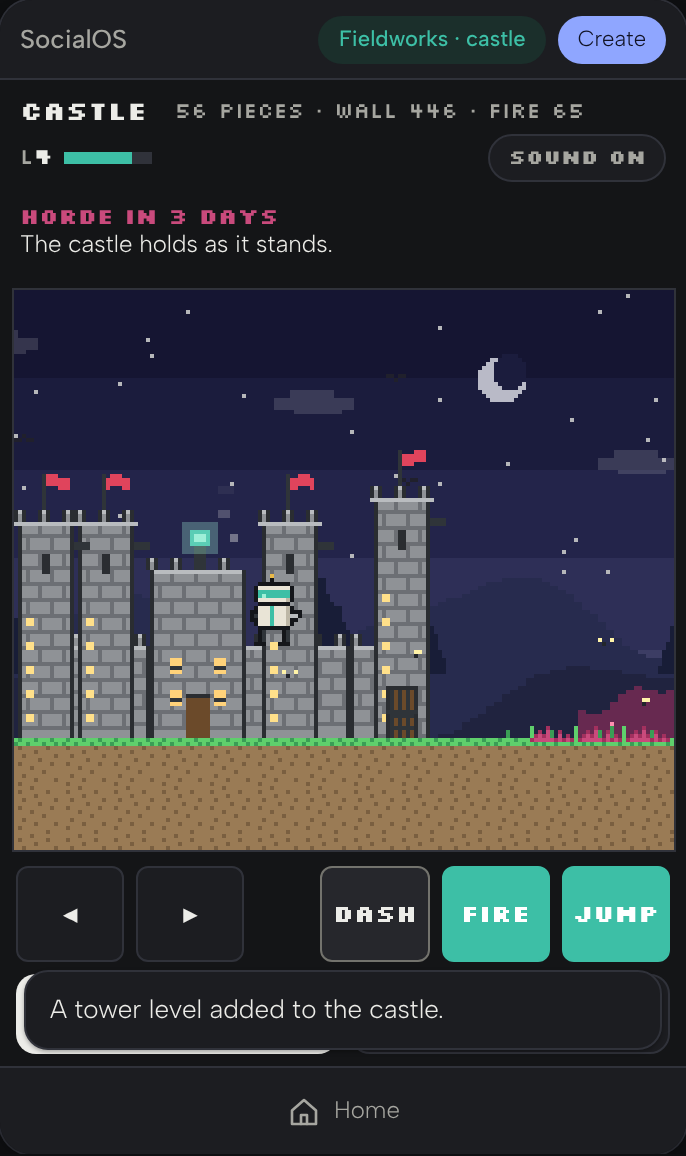 SocialOS
Fieldworks · castle
Create
CASTLE 56 PIECES · WALL 446 · FIRE 65
L4
SOUND ON
HORDE IN 3 DAYS
The castle holds as it stands.
◄
►
DASH
FIRE
JUMP
A tower level added to the castle.
Home